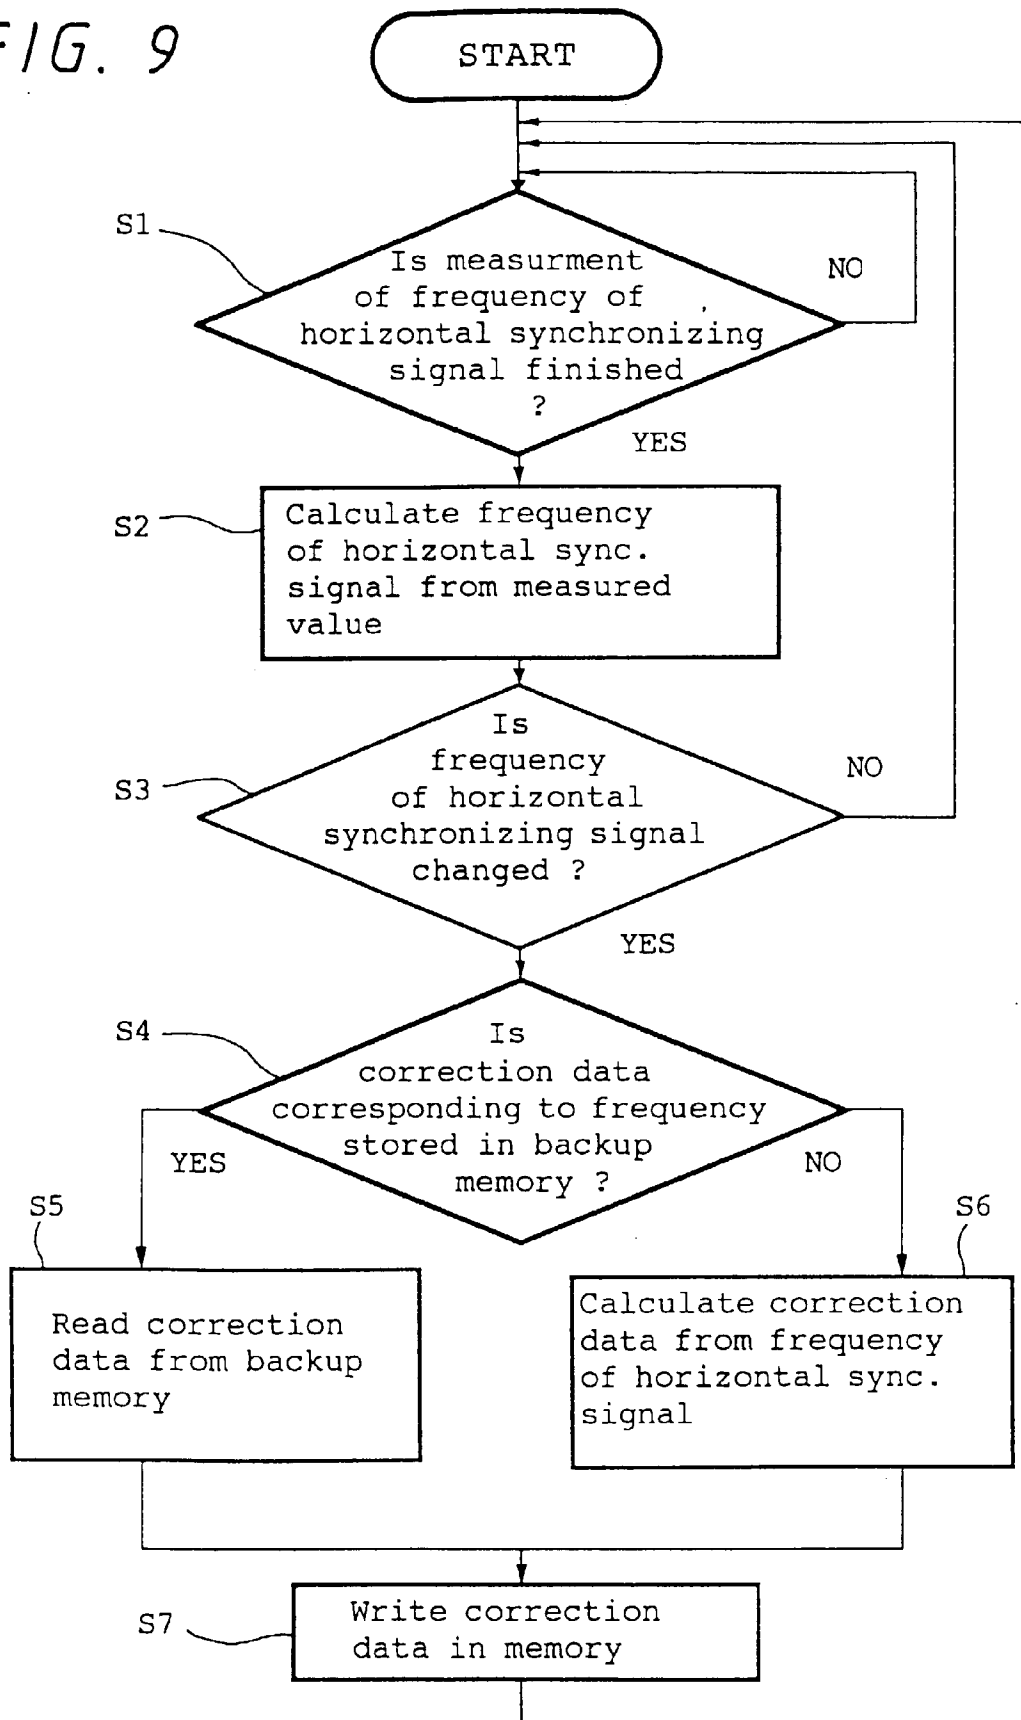 FIG. 9
START
S1
Is measurment
of frequency of
horizontal synchronizing
signal finished
?
NO
YES
S2
Calculate frequency
of horizontal sync.
signal from measured
value
S3
Is
frequency
of horizontal
synchronizing signal
changed ?
NO
YES
S4
Is
correction data
corresponding to frequency
stored in backup
memory ?
YES
NO
S5
Read correction
data from backup
memory
S6
Calculate correction
data from frequency
of horizontal sync.
signal
S7
Write correction
data in memory